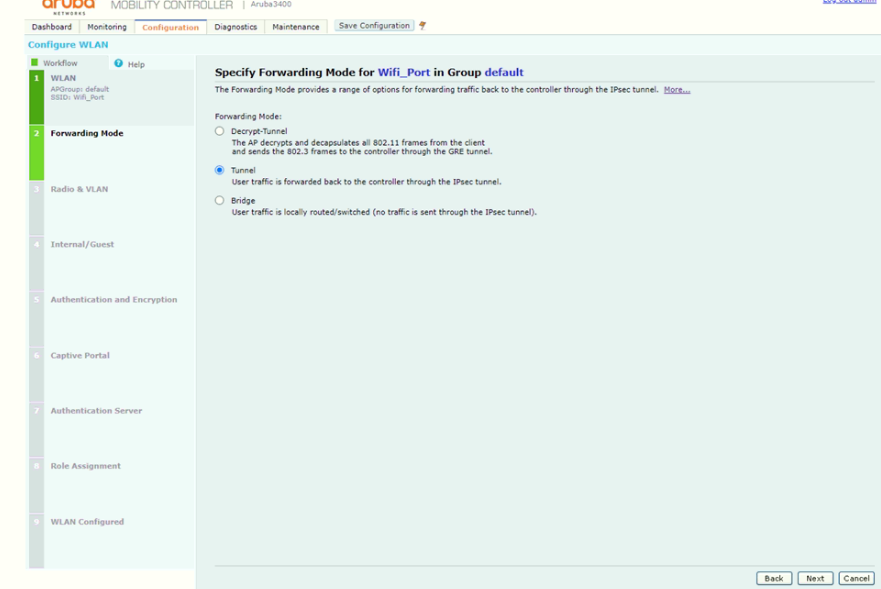 aruba MOBILITY CONTROLLER | Aruba3400
NETWORKS
Log out admin
Dashboard Monitoring Configuration Diagnostics Maintenance Save Configuration
Configure WLAN
Workflow Help
1 WLAN
APGroup: default
SSID: Wifi_Port
2 Forwarding Mode
3 Radio & VLAN
4 Internal/Guest
5 Authentication and Encryption
6 Captive Portal
7 Authentication Server
8 Role Assignment
9 WLAN Configured
Specify Forwarding Mode for Wifi_Port in Group default
The Forwarding Mode provides a range of options for forwarding traffic back to the controller through the IPsec tunnel. More...
Forwarding Mode:
Decrypt-Tunnel
The AP decrypts and decapsulates all 802.11 frames from the client
and sends the 802.3 frames to the controller through the GRE tunnel.
Tunnel
User traffic is forwarded back to the controller through the IPsec tunnel.
Bridge
User traffic is locally routed/switched (no traffic is sent through the IPsec tunnel).
Back Next Cancel